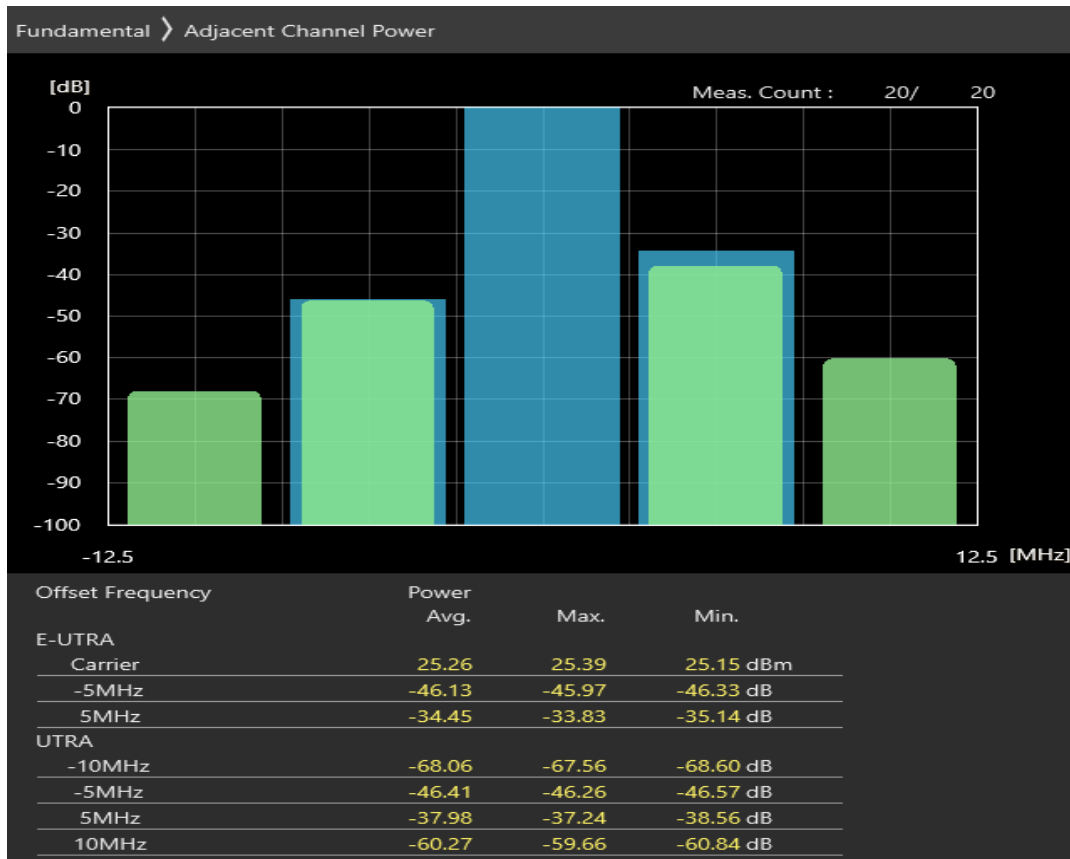 Fundamental ❯ Adjacent Channel Power
[dB]
Meas. Count : 20/ 20
0
-10
-20
-30
-40
-50
-60
-70
-80
-90
-100
-12.5 12.5 [MHz]
Offset Frequency Power
Avg. Max. Min.
E-UTRA
Carrier 25.26 25.39 25.15 dBm
-5MHz -46.13 -45.97 -46.33 dB
5MHz -34.45 -33.83 -35.14 dB
UTRA
-10MHz -68.06 -67.56 -68.60 dB
-5MHz -46.41 -46.26 -46.57 dB
5MHz -37.98 -37.24 -38.56 dB
10MHz -60.27 -59.66 -60.84 dB